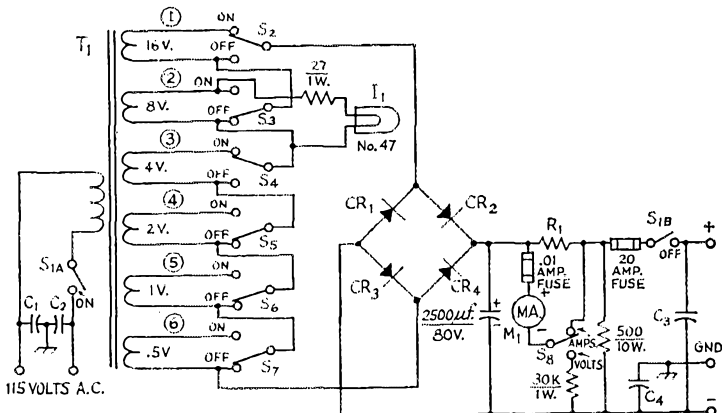 ① ON
T1
16V. OFF S2
② ON 27
1W. I1
8V. OFF S3
No. 47
③ ON
4V. OFF S4
④ ON
2V. OFF S5
⑤ ON
1V. OFF S6
⑥ ON
.5V OFF S7
S1A ON
C1 C2
115 VOLTS A.C.
CR1 CR2
CR3 CR4
R1 S1B +
.01 AMP. FUSE
20 AMP. FUSE OFF
+
MA.
M1 -
2500µf. +
80V. -
S8 AMPS.
VOLTS
500
10W.
C3
30K
1W.
GND
C4
-